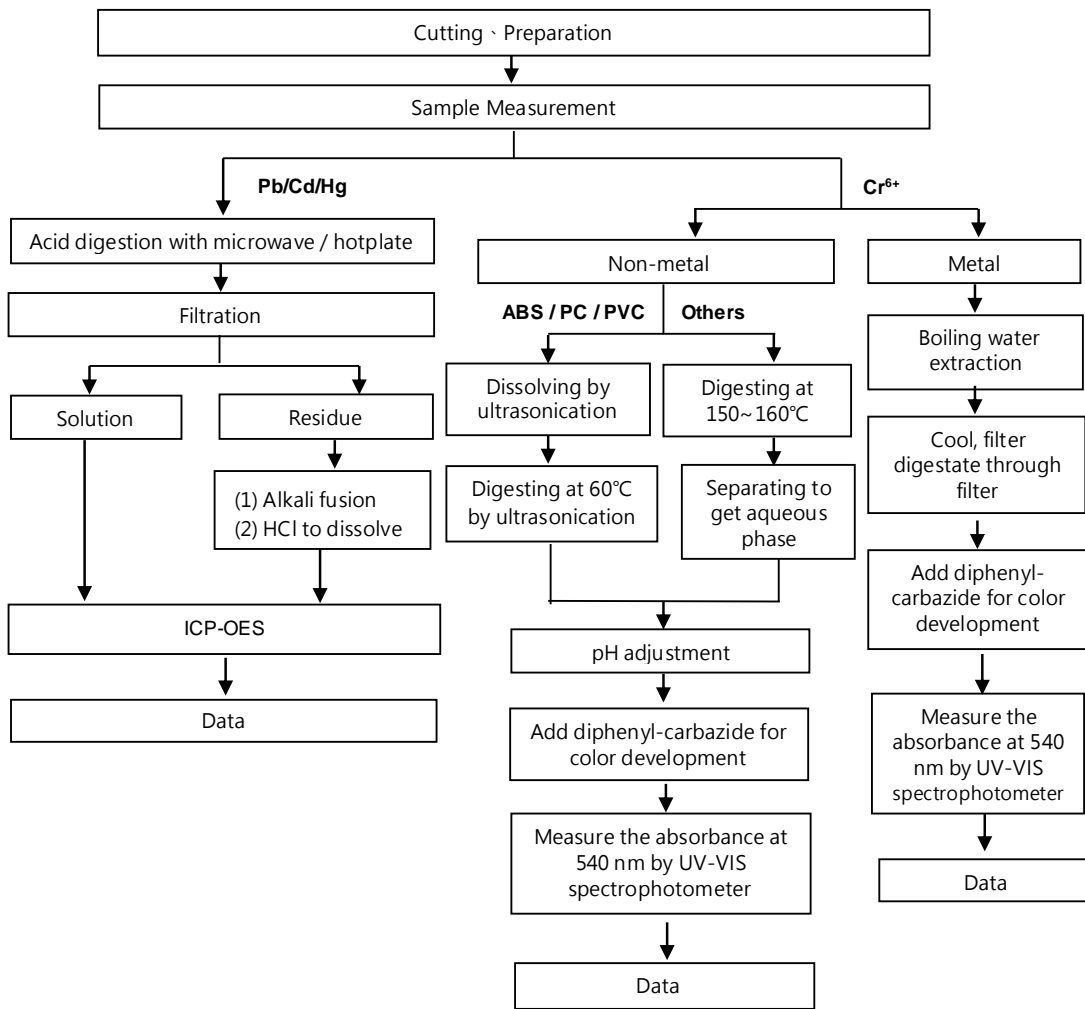 Cutting、Preparation
Sample Measurement
Pb/Cd/Hg
Acid digestion with microwave / hotplate
Filtration
Solution
Residue
(1) Alkali fusion
(2) HCl to dissolve
ICP-OES
Data
Cr⁶⁺
Non-metal
ABS / PC / PVC
Others
Dissolving by
ultrasonication
Digesting at 60℃
by ultrasonication
Digesting at
150~160℃
Separating to
get aqueous
phase
pH adjustment
Add diphenyl-carbazide for
color development
Measure the absorbance at
540 nm by UV-VIS
spectrophotometer
Data
Metal
Boiling water
extraction
Cool, filter
digestate through
filter
Add diphenyl-
carbazide for color
development
Measure the
absorbance at 540
nm by UV-VIS
spectrophotometer
Data